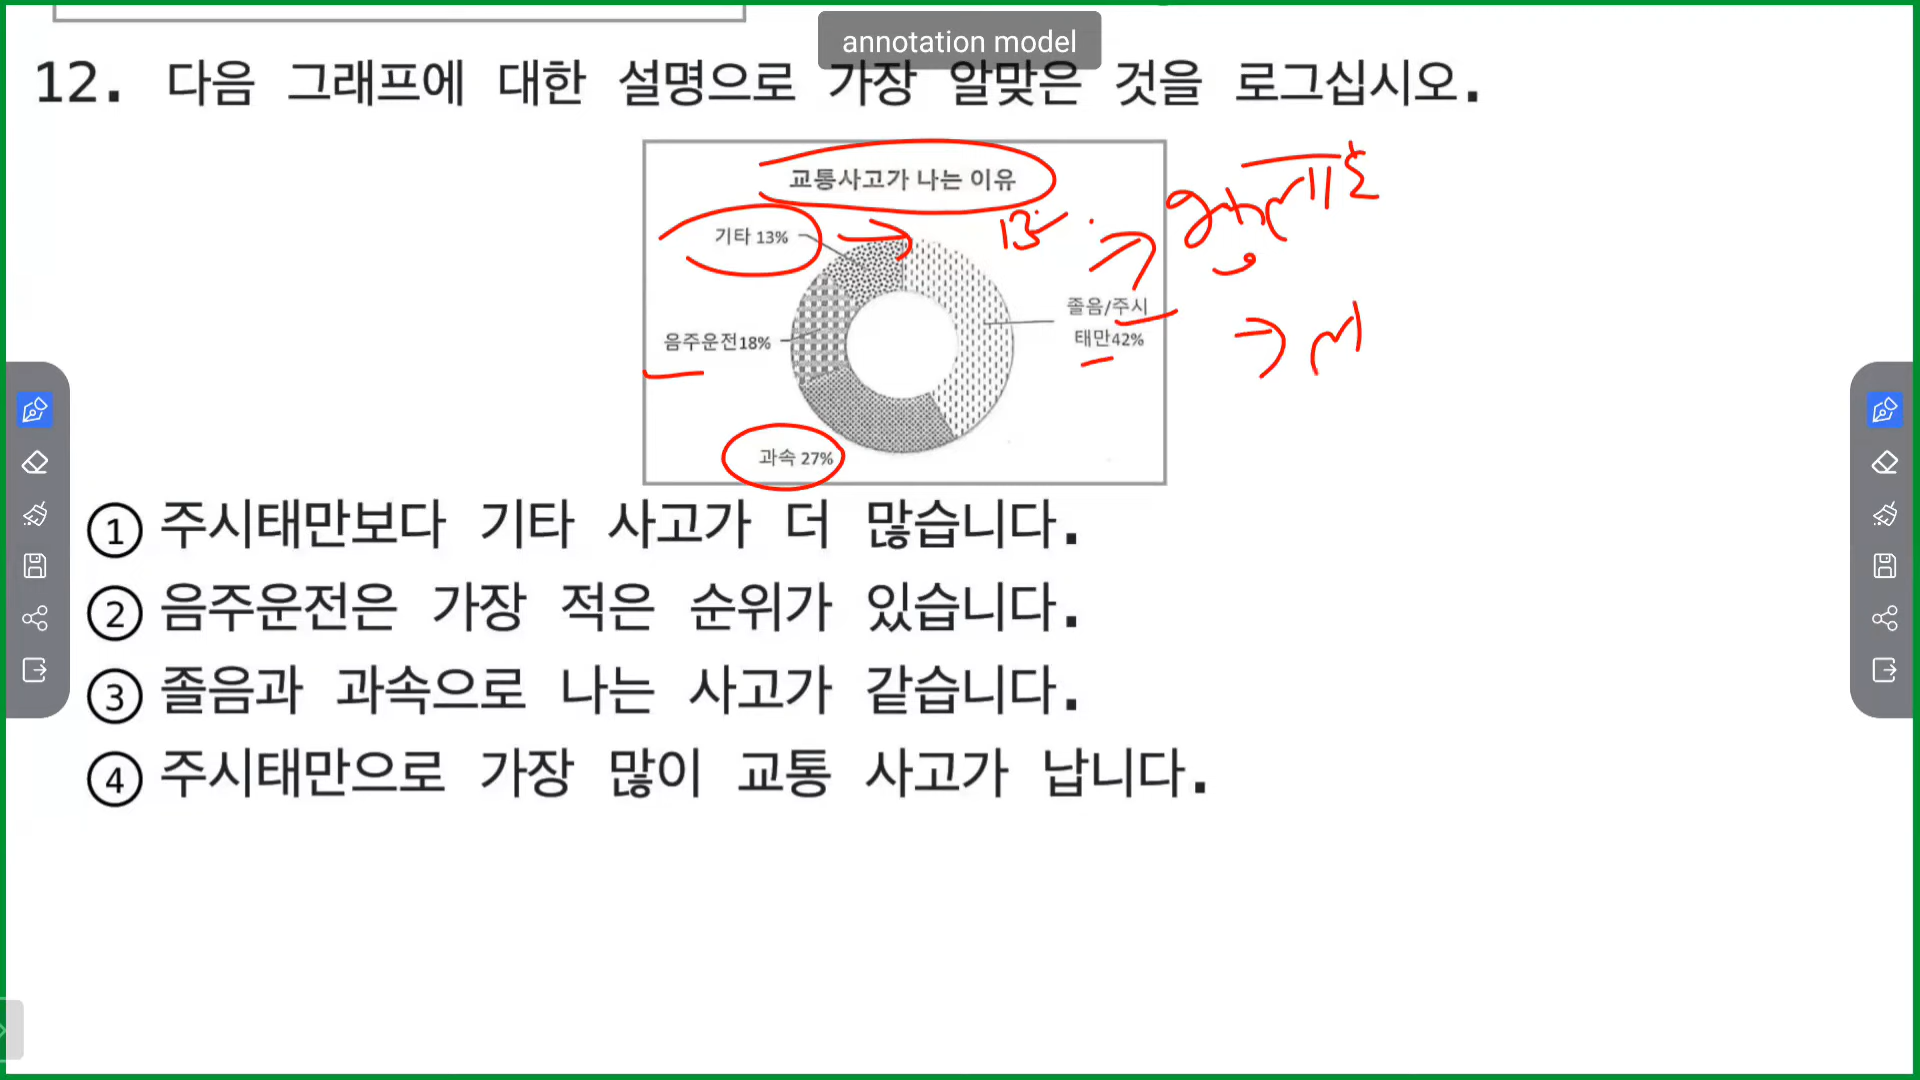 annotation model
12. 다음 그래프에 대한 설명으로 가장 알맞은 것을 로그십시오.
교통사고가 나는 이유
기타 13%
13
졸음/주시
태만42%
음주운전18%
과속 27%
① 주시태만보다 기타 사고가 더 많습니다.
② 음주운전은 가장 적은 순위가 있습니다.
③ 졸음과 과속으로 나는 사고가 같습니다.
④ 주시태만으로 가장 많이 교통 사고가 납니다.